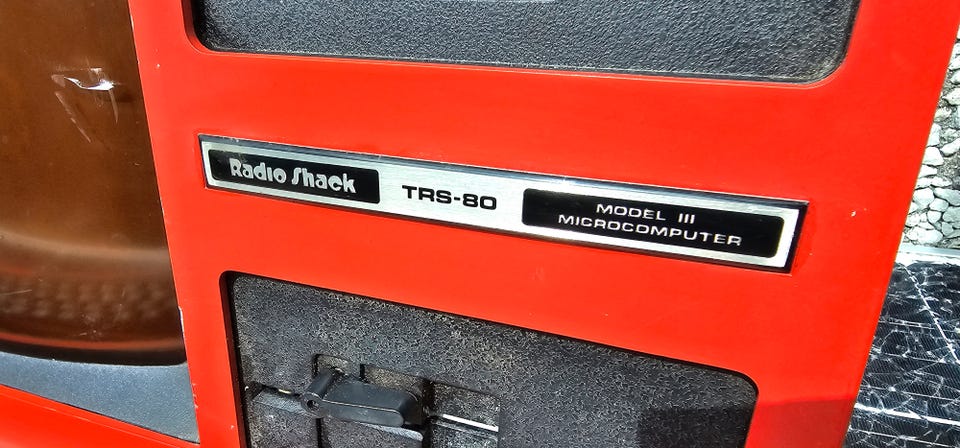 Radio Shack
TRS-80
MODEL III
MICROCOMPUTER